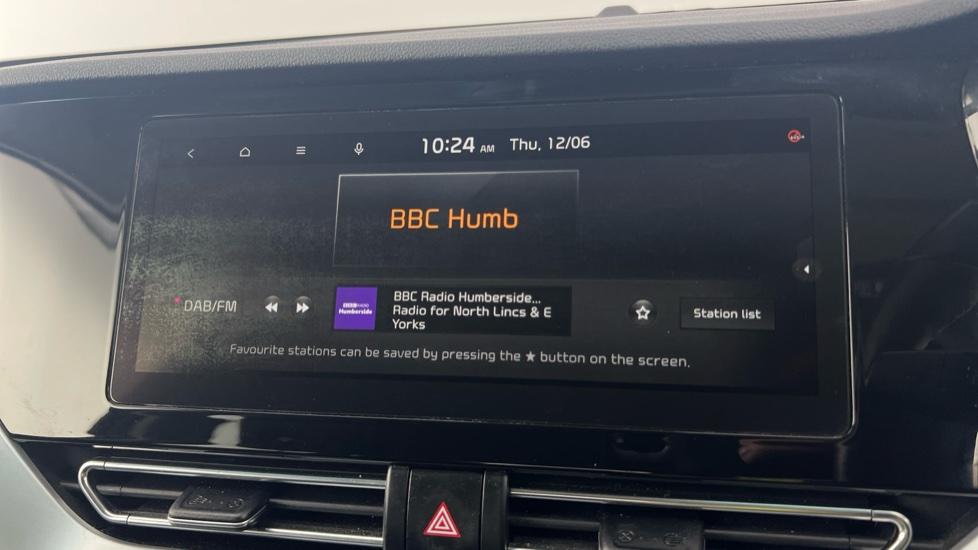 10:24 AM Thu, 12/06
BBC Humb
DAB/FM
BBC RADIO
Humberside
BBC Radio Humberside...
Radio for North Lincs & E
Yorks
Station list
Favourite stations can be saved by pressing the ★ button on the screen.